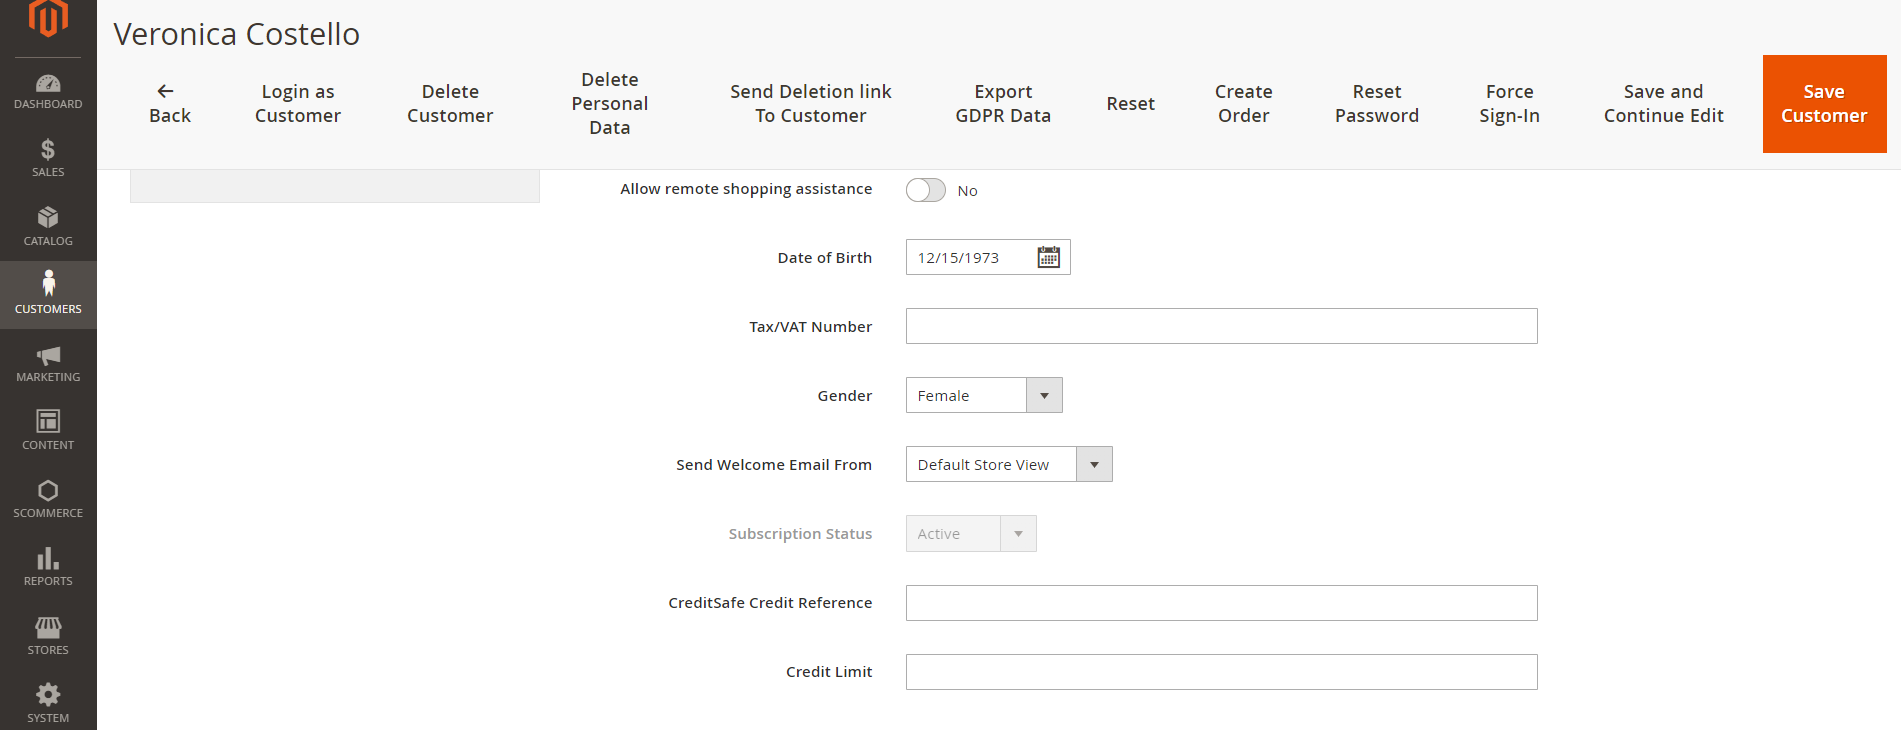 Veronica Costello
Back
Login as
Customer
Delete
Customer
Delete
Personal
Data
Send Deletion link
To Customer
Export
GDPR Data
Reset
Create
Order
Reset
Password
Force
Sign-In
Save and
Continue Edit
Save
Customer
DASHBOARD
SALES
CATALOG
CUSTOMERS
MARKETING
CONTENT
SCOMMERCE
REPORTS
STORES
SYSTEM
Allow remote shopping assistance No
Date of Birth 12/15/1973
Tax/VAT Number
Gender Female
Send Welcome Email From Default Store View
Subscription Status Active
CreditSafe Credit Reference
Credit Limit